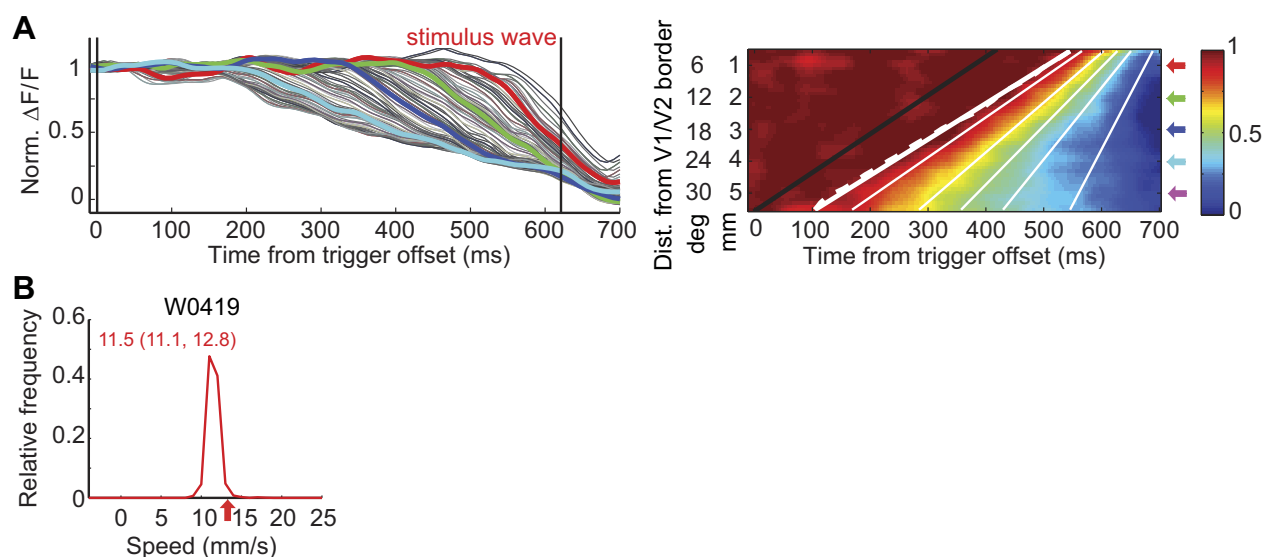 A
stimulus wave
Norm. ΔF/F
1
0.5
0
0 100 200 300 400 500 600 700
Time from trigger offset (ms)
Dist. from V1/V2 border
deg mm
6 1
12 2
18 3
24 4
30 5
0 100 200 300 400 500 600 700
Time from trigger offset (ms)
1
0.5
0
B
W0419
11.5 (11.1, 12.8)
Relative frequency
0.6
0.4
0.2
0
0 5 10 15 20 25
Speed (mm/s)